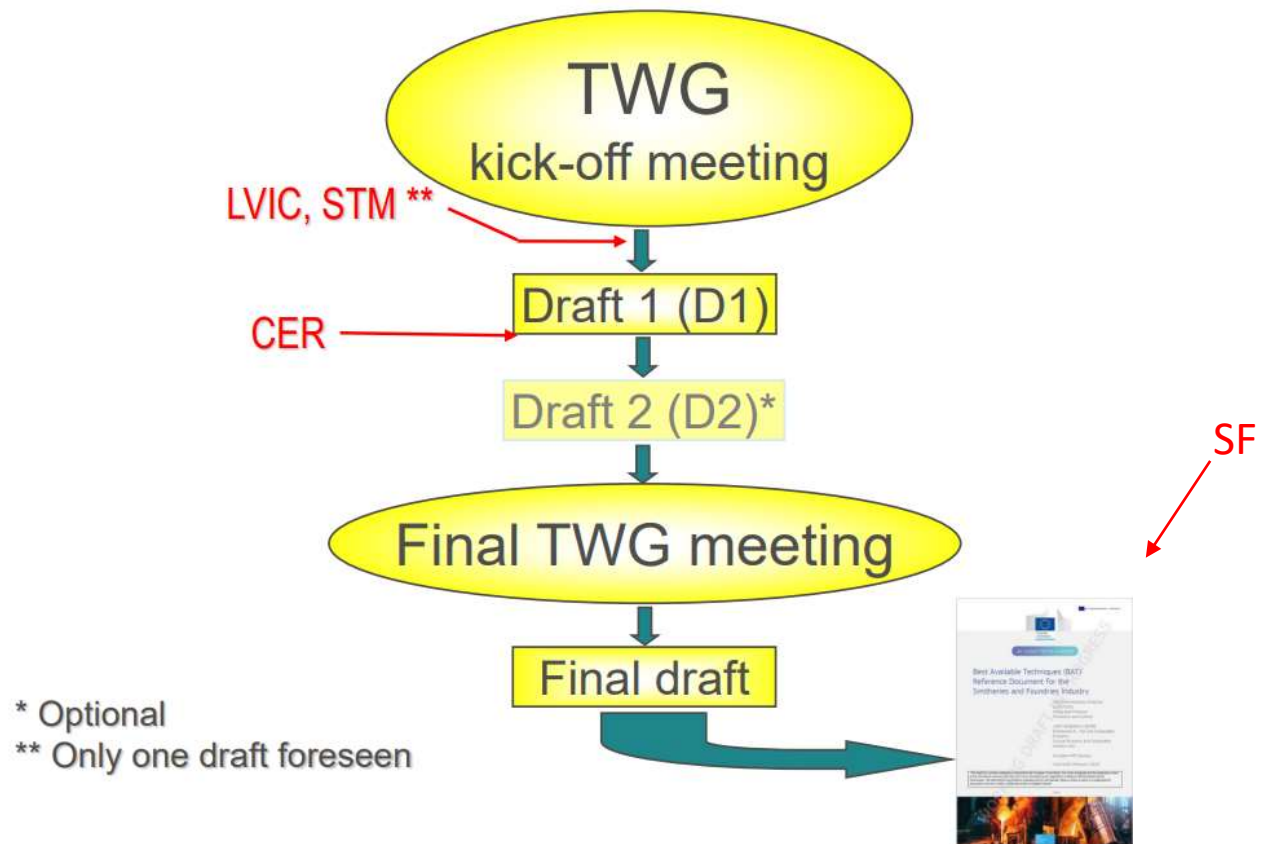 TWG
kick-off meeting
LVIC, STM **
Draft 1 (D1)
CER
Draft 2 (D2)*
SF
Final TWG meeting
Final draft
Best Available Techniques (BAT)
Reference Document for the
Smitheries and Foundries Industry
* Optional
** Only one draft foreseen